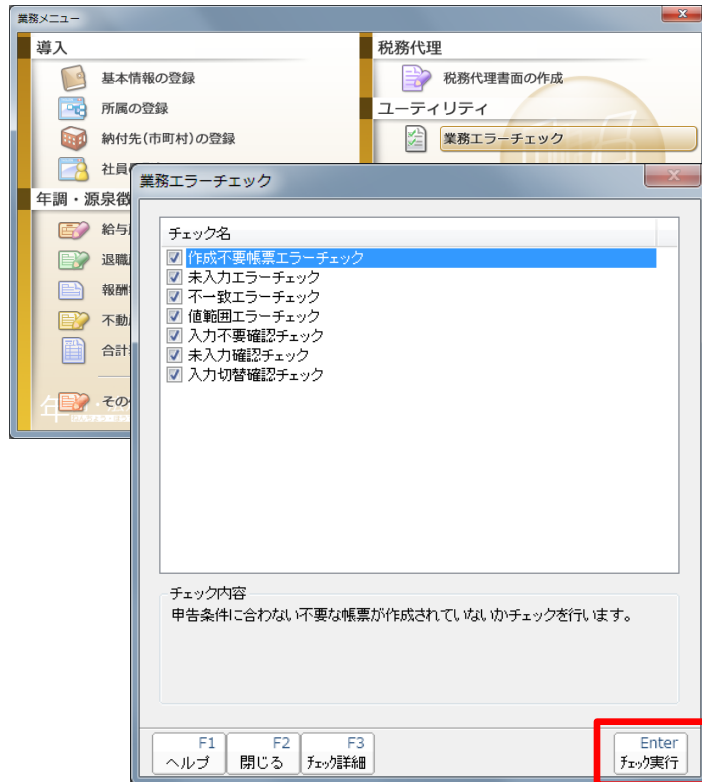 業務メニュー
導入
基本情報の登録
所属の登録
納付先(市町村)の登録
社員
年調・源泉徴
給与
退職
報酬
不動
合計
その
税務代理
税務代理書面の作成
ユーティリティ
業務エラーチェック
業務エラーチェック
チェック名
作成不要帳票エラーチェック
未入力エラーチェック
不一致エラーチェック
値範囲エラーチェック
入力不要確認チェック
未入力確認チェック
入力切替確認チェック
チェック内容
申告条件に合わない不要な帳票が作成されていないかチェックを行います。
F1
ヘルプ
F2
閉じる
F3
ﾁｪｯｸ詳細
Enter
ﾁｪｯｸ実行